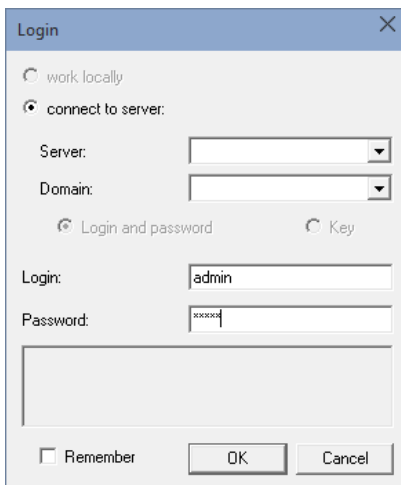 Login
work locally
connect to server:
Server:
Domain:
Login and password Key
Login: admin
Password: *****
Remember OK Cancel